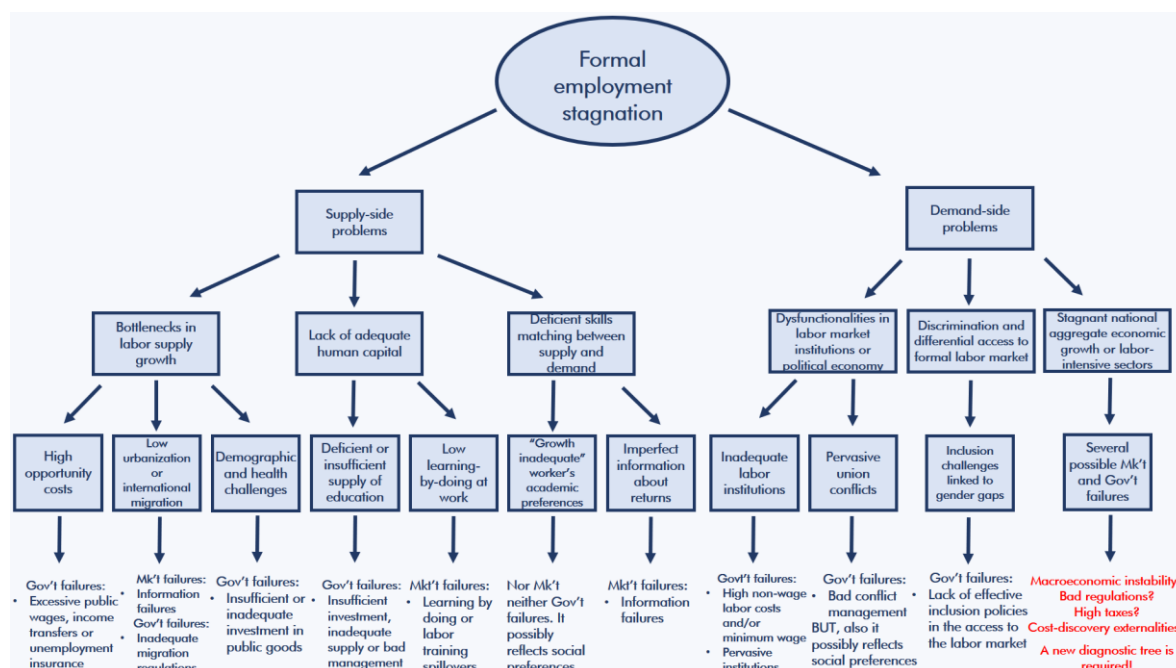 Formal
employment
stagnation
Supply-side
problems
Demand-side
problems
Bottlenecks in
labor supply
growth
Lack of adequate
human capital
Deficient skills
matching between
supply and
demand
Dysfunctionalities in
labor market
institutions or
political economy
Discrimination and
differential access to
formal labor market
Stagnant national
aggregate economic
growth or labor-
intensive sectors
High
opportunity
costs
Low
urbanization
or
international
migration
Demographic
and health
challenges
Deficient or
insufficient
supply of
education
Low
learning-
by-doing at
work
"Growth
inadequate"
worker's
academic
preferences
Imperfect
information
about
returns
Inadequate
labor
institutions
Pervasive
union
conflicts
Inclusion
challenges
linked to
gender gaps
Several
possible Mk't
and Gov't
failures
Gov't failures:
• Excessive public
wages, income
transfers or
unemployment
insurance
Mk't failures:
• Information
failures
Gov't failures:
• Inadequate
migration
regulations
Gov't failures:
• Insufficient or
inadequate
investment in
public goods
Gov't failures:
• Insufficient
investment,
inadequate
supply or bad
management
Mkt't failures:
• Learning by
doing or
labor
training
spillovers
Nor Mk't
neither Gov't
failures. It
possibly
reflects social
preferences
Mkt't failures:
• Information
failures
Govt't failures:
• High non-wage
labor costs
and/or
minimum wage
• Pervasive
institutions
Gov't failures:
• Bad conflict
management
BUT, also it
possibly reflects
social preferences
Gov't failures:
• Lack of effective
inclusion policies
in the access to
the labor market
Macroeconomic instability
Bad regulations?
High taxes?
Cost-discovery externalities
A new diagnostic tree is
required!